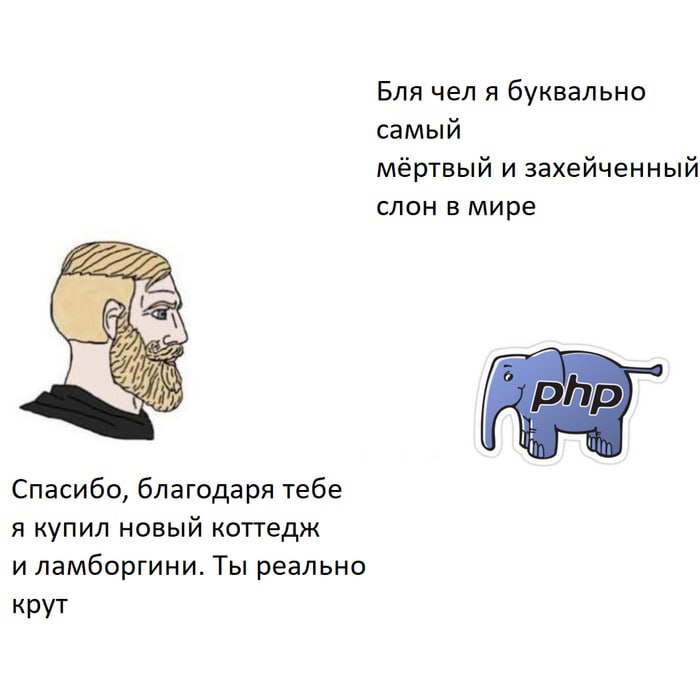 Бля чел я буквально
самый
мёртвый и захейченный
слон в мире
php
Спасибо, благодаря тебе
я купил новый коттедж
и ламборгини. Ты реально
крут